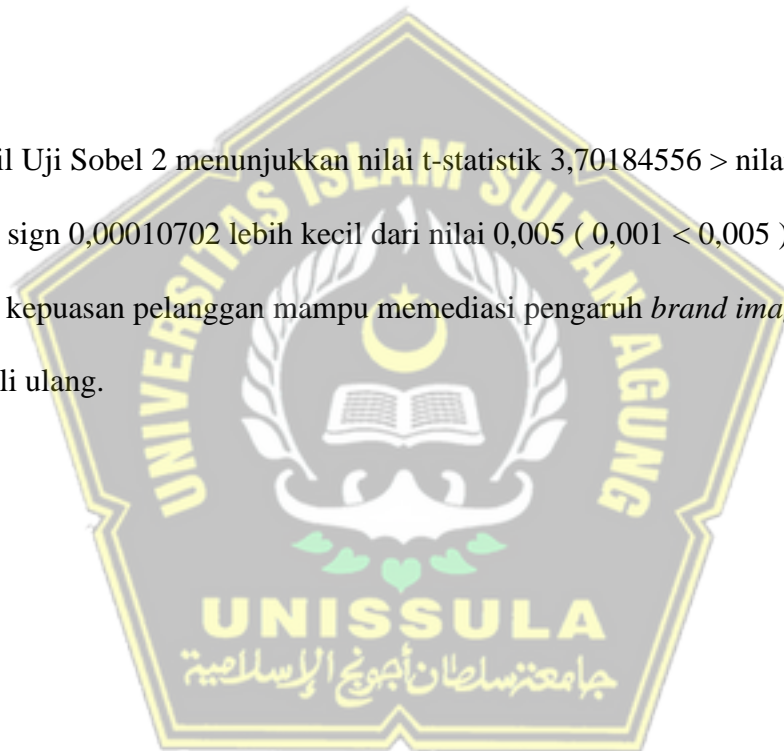 il Uji Sobel 2 menunjukkan nilai t-statistik 3,70184556 > nila
sign 0,00010702 lebih kecil dari nilai 0,005 ( 0,001 < 0,005 )
kepuasan pelanggan mampu memediasi pengaruh brand ima
li ulang.
UNIVERSITAS ISLAM SULTAN AGUNG
UNISSULA
جامعتنسلطان أجونج الإسلامية